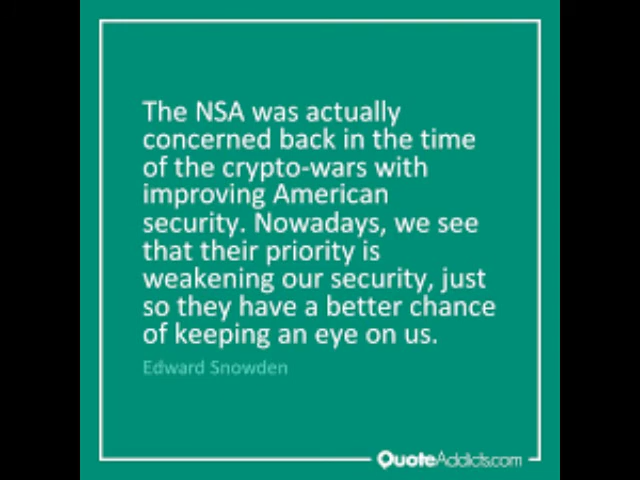 The NSA was actually
concerned back in the time
of the crypto-wars with
improving American
security. Nowadays, we see
that their priority is
weakening our security, just
so they have a better chance
of keeping an eye on us.
Edward Snowden
QuoteAddicts.com